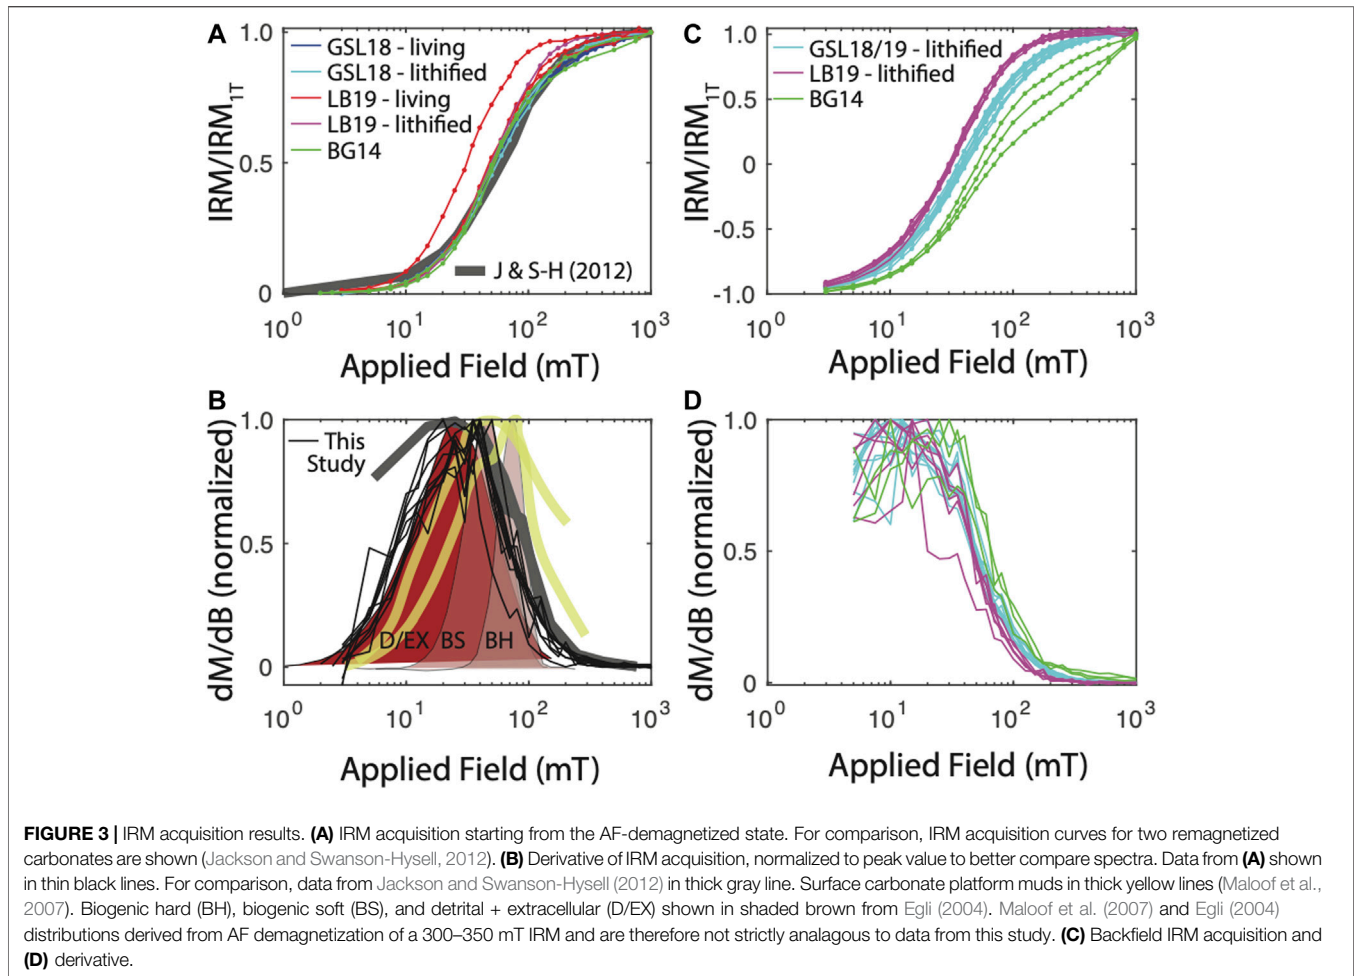 A
1.0
GSL18 - living
GSL18 - lithified
LB19 - living
LB19 - lithified
BG14
0.5
0
IRM/IRM1T
J & S-H (2012)
10^0 10^1 10^2 10^3
Applied Field (mT)
C
1.0
GSL18/19 - lithified
LB19 - lithified
BG14
0.5
0
-0.5
-1.0
IRM/IRM1T
10^0 10^1 10^2 10^3
Applied Field (mT)
B
1.0
This
Study
0.5
0
dM/dB (normalized)
D/EX BS BH
10^0 10^1 10^2 10^3
Applied Field (mT)
D
1.0
0.5
0
dM/dB (normalized)
10^0 10^1 10^2 10^3
Applied Field (mT)
FIGURE 3 | IRM acquisition results. (A) IRM acquisition starting from the AF-demagnetized state. For comparison, IRM acquisition curves for two remagnetized
carbonates are shown (Jackson and Swanson-Hysell, 2012). (B) Derivative of IRM acquisition, normalized to peak value to better compare spectra. Data from (A) shown
in thin black lines. For comparison, data from Jackson and Swanson-Hysell (2012) in thick gray line. Surface carbonate platform muds in thick yellow lines (Maloof et al.,
2007). Biogenic hard (BH), biogenic soft (BS), and detrital + extracellular (D/EX) shown in shaded brown from Egli (2004). Maloof et al. (2007) and Egli (2004)
distributions derived from AF demagnetization of a 300–350 mT IRM and are therefore not strictly analagous to data from this study. (C) Backfield IRM acquisition and
(D) derivative.